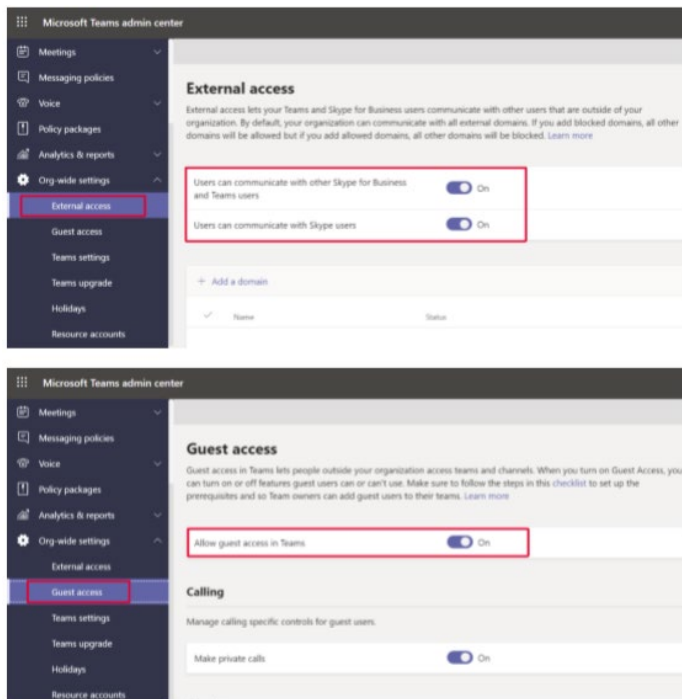 Microsoft Teams admin center
Meetings
Messaging policies
Voice
Policy packages
Analytics & reports
Org-wide settings
External access
Guest access
Teams settings
Teams upgrade
Holidays
Resource accounts
External access
External access lets your Teams and Skype for Business users communicate with other users that are outside of your
organization. By default, your organization can communicate with all external domains. If you add blocked domains, all other
domains will be allowed but if you add allowed domains, all other domains will be blocked. Learn more
Users can communicate with other Skype for Business
and Teams users
On
Users can communicate with Skype users
On
+ Add a domain
Name
Status
Microsoft Teams admin center
Meetings
Messaging policies
Voice
Policy packages
Analytics & reports
Org-wide settings
External access
Guest access
Teams settings
Teams upgrade
Holidays
Resource accounts
Guest access
Guest access in Teams lets people outside your organization access teams and channels. When you turn on Guest Access, you
can turn on or off features guest users can or can't use. Make sure to follow the steps in this checklist to set up the
prerequisites and so Team owners can add guest users to their teams. Learn more
Allow guest access in Teams
On
Calling
Manage calling specific controls for guest users.
Make private calls
On